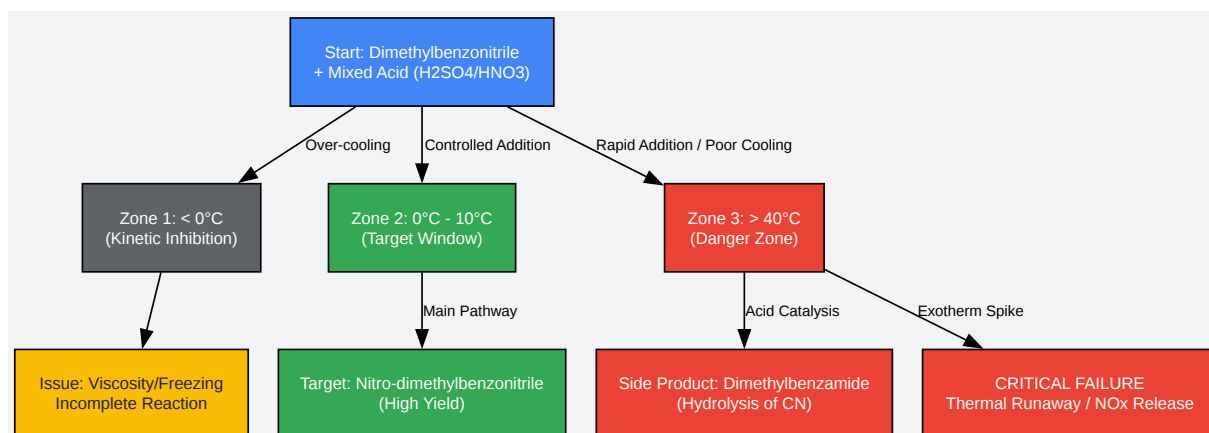 Start: Dimethylbenzonitrile
+ Mixed Acid (H2SO4/HNO3)
Over-cooling
Controlled Addition
Rapid Addition / Poor Cooling
Zone 1: < 0°C
(Kinetic Inhibition)
Zone 2: 0°C - 10°C
(Target Window)
Zone 3: > 40°C
(Danger Zone)
Main Pathway
Acid Catalysis
Exotherm Spike
Issue: Viscosity/Freezing
Incomplete Reaction
Target: Nitro-dimethylbenzonitrile
(High Yield)
Side Product: Dimethylbenzamide
(Hydrolysis of CN)
CRITICAL FAILURE
Thermal Runaway / NOx Release